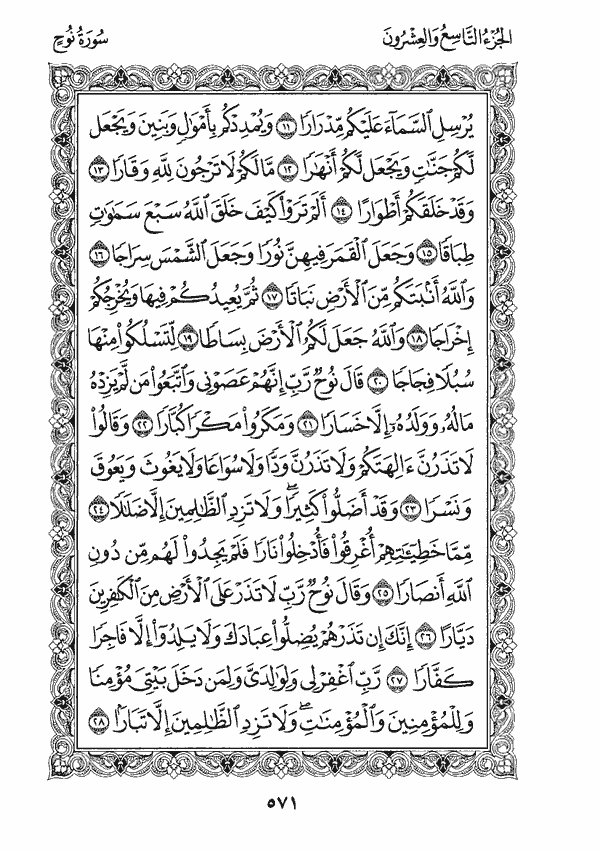 الجُزْءُ التَّاسِعُ وَالعِشْرُونَ
سُورَةُ نُوحٍ
يُرْسِلِ ٱلسَّمَآءَ عَلَيْكُم مِّدْرَارًا ١١ وَيُمْدِدْكُم بِأَمْوَٰلٍ وَبَنِينَ وَيَجْعَل
لَّكُمْ جَنَّٰتٍ وَيَجْعَل لَّكُمْ أَنْهَٰرًا ١٢ مَّا لَكُمْ لَا تَرْجُونَ لِلَّهِ وَقَارًا ١٣
وَقَدْ خَلَقَكُمْ أَطْوَارًا ١٤ أَلَمْ تَرَوْا۟ كَيْفَ خَلَقَ ٱللَّهُ سَبْعَ سَمَٰوَٰتٍ
طِبَاقًا ١٥ وَجَعَلَ ٱلْقَمَرَ فِيهِنَّ نُورًا وَجَعَلَ ٱلشَّمْسَ سِرَاجًا ١٦
وَٱللَّهُ أَنۢبَتَكُم مِّنَ ٱلْأَرْضِ نَبَاتًا ١٧ ثُمَّ يُعِيدُكُمْ فِيهَا وَيُخْرِجُكُمْ
إِخْرَاجًا ١٨ وَٱللَّهُ جَعَلَ لَكُمُ ٱلْأَرْضَ بِسَاطًا ١٩ لِّتَسْلُكُوا۟ مِنْهَا
سُبُلًا فِجَاجًا ٢٠ قَالَ نُوحٌ رَّبِّ إِنَّهُمْ عَصَوْنِى وَٱتَّبَعُوا۟ مَن لَّمْ يَزِدْهُ
مَالُهُۥ وَوَلَدُهُۥٓ إِلَّا خَسَارًا ٢١ وَمَكَرُوا۟ مَكْرًا كُبَّارًا ٢٢ وَقَالُوا۟
لَا تَذَرُنَّ ءَالِهَتَكُمْ وَلَا تَذَرُنَّ وَدًّا وَلَا سُوَاعًا وَلَا يَغُوثَ وَيَعُوقَ
وَنَسْرًا ٢٣ وَقَدْ أَضَلُّوا۟ كَثِيرًا ۖ وَلَا تَزِدِ ٱلظَّٰلِمِينَ إِلَّا ضَلَٰلًا ٢٤
مِّمَّا خَطِيٓـَٰٔتِهِمْ أُغْرِقُوا۟ فَأُدْخِلُوا۟ نَارًا فَلَمْ يَجِدُوا۟ لَهُم مِّن دُونِ
ٱللَّهِ أَنصَارًا ٢٥ وَقَالَ نُوحٌ رَّبِّ لَا تَذَرْ عَلَى ٱلْأَرْضِ مِنَ ٱلْكَٰفِرِينَ
دَيَّارًا ٢٦ إِنَّكَ إِن تَذَرْهُمْ يُضِلُّوا۟ عِبَادَكَ وَلَا يَلِدُوٓا۟ إِلَّا فَاجِرًا
كَفَّارًا ٢٧ رَّبِّ ٱغْفِرْ لِى وَلِوَٰلِدَىَّ وَلِمَن دَخَلَ بَيْتِىَ مُؤْمِنًا
وَلِلْمُؤْمِنِينَ وَٱلْمُؤْمِنَٰتِ ۖ وَلَا تَزِدِ ٱلظَّٰلِمِينَ إِلَّا تَبَارًۢا ٢٨
٥٧١